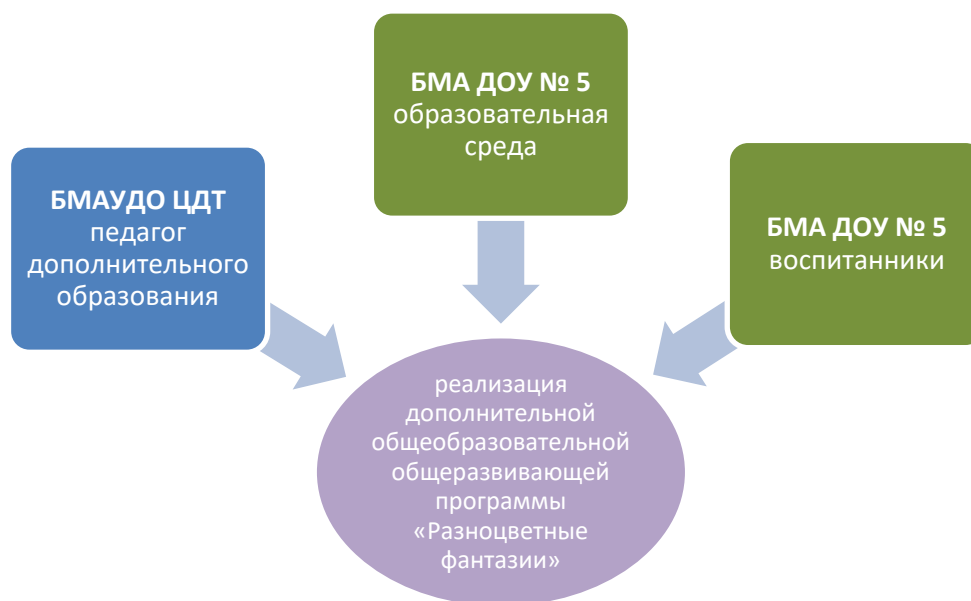 БМА ДОУ № 5
образовательная
среда
БМАУДО ЦДТ
педагог
дополнительного
образования
БМА ДОУ № 5
воспитанники
реализация
дополнительной
общеобразовательной
общеразвивающей
программы
«Разноцветные
фантазии»